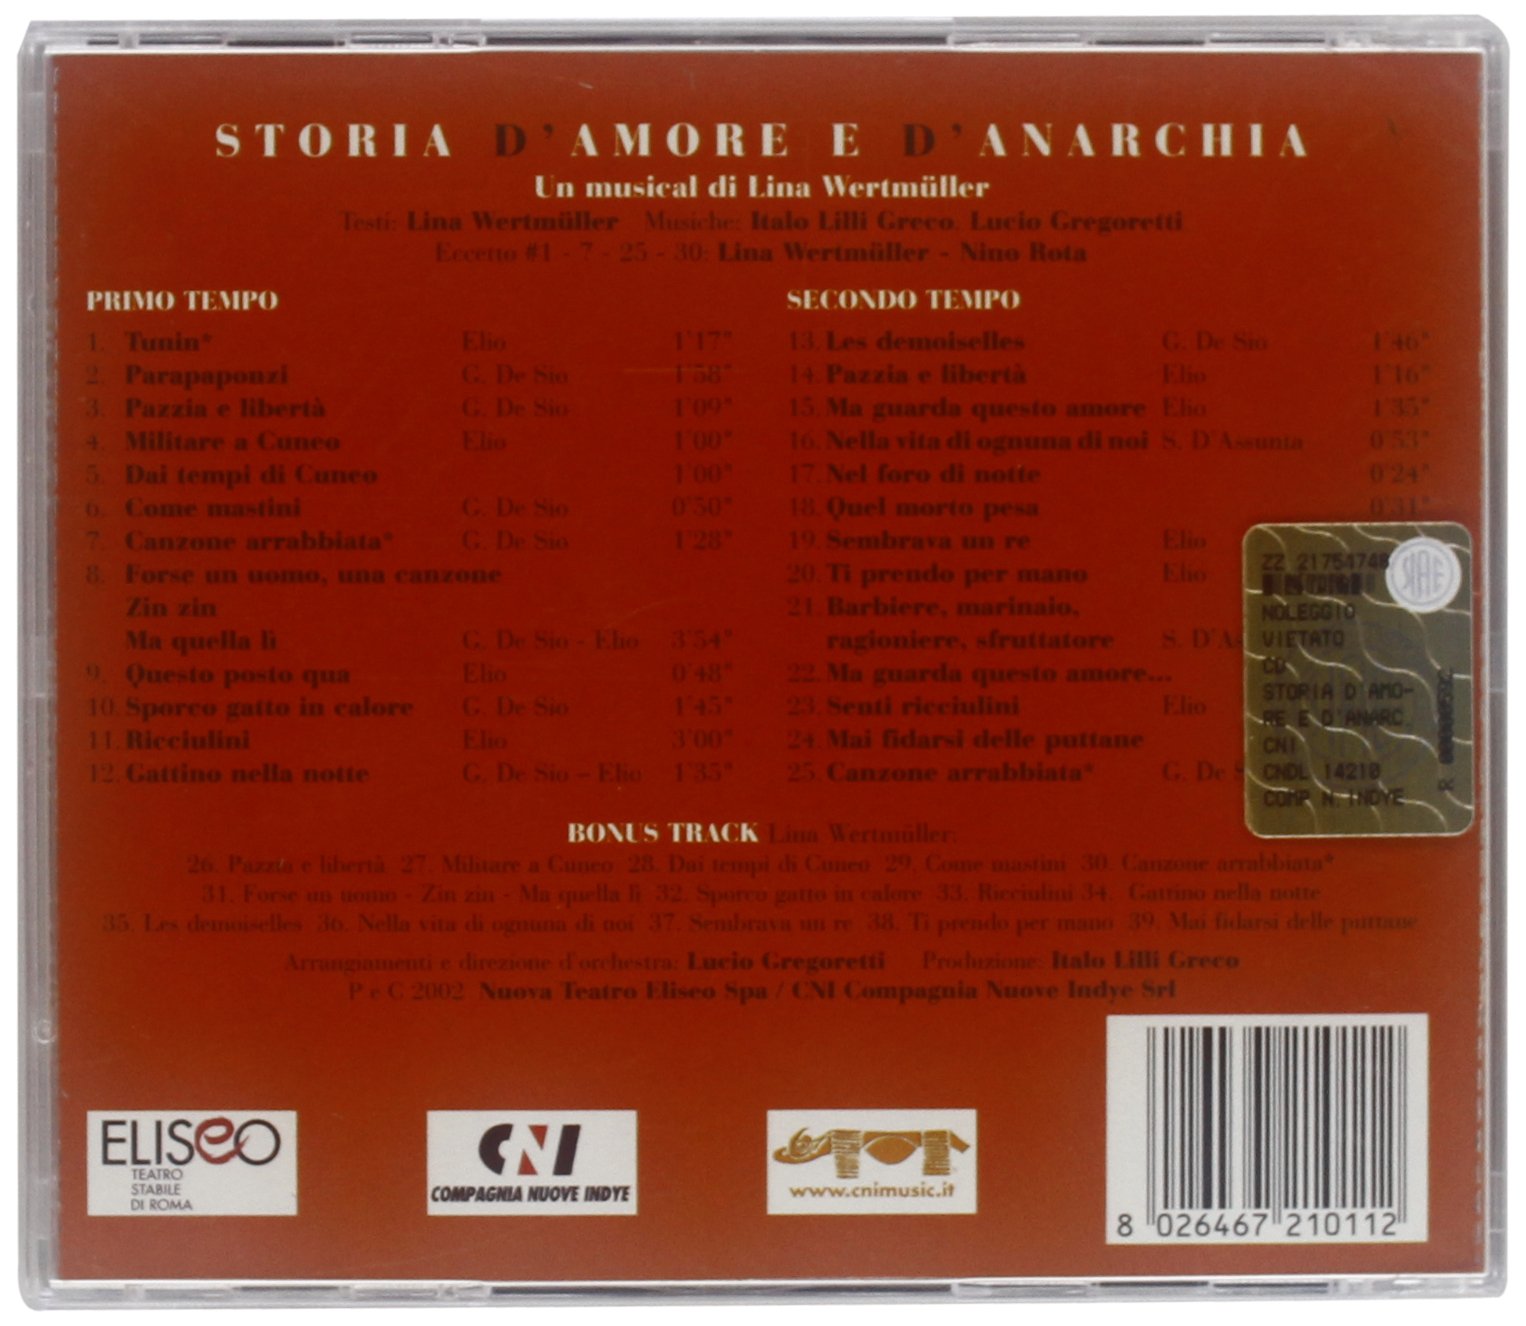 STORIA D'AMORE E D'ANARCHIA
Un musical di Lina Wertmüller
Testi: Lina Wertmüller Musiche: Italo Lilli Greco, Lucio Gregoretti
Eccetto #1 - 7 - 25 - 30: Lina Wertmüller - Nino Rota
PRIMO TEMPO
1. Tunin* Elio 1'17"
2. Parapaponzi G. De Sio 1'58"
3. Pazzia e libertà G. De Sio 1'09"
4. Militare a Cuneo Elio 1'00"
5. Dai tempi di Cuneo 1'00"
6. Come mastini G. De Sio 0'50"
7. Canzone arrabbiata* G. De Sio 1'28"
8. Forse un uomo, una canzone
Zin zin
Ma quella lì G. De Sio - Elio 3'54"
9. Questo posto qua Elio 0'48"
10. Sporco gatto in calore G. De Sio 1'45"
11. Ricciulini Elio 3'00"
12. Gattino nella notte G. De Sio – Elio 1'35"
SECONDO TEMPO
13. Les demoiselles G. De Sio 1'46"
14. Pazzia e libertà Elio 1'16"
15. Ma guarda questo amore Elio 1'35"
16. Nella vita di ognuna di noi S. D'Assunta 0'53"
17. Nel foro di notte 0'24"
18. Quel morto pesa 0'31"
19. Sembrava un re Elio
20. Ti prendo per mano Elio
21. Barbiere, marinaio,
ragioniere, sfruttatore S. D'As
22. Ma guarda questo amore...
23. Senti ricciulini Elio
24. Mai fidarsi delle puttane
25. Canzone arrabbiata* G. De S
ZZ 21754748
SIAE
NOLEGGIO
VIETATO
CD
STORIA D'AMO-
RE E D'ANARC.
CNI
CNDL 14210
COMP N.INDYE
BONUS TRACK Lina Wertmüller:
26. Pazzia e libertà 27. Militare a Cuneo 28. Dai tempi di Cuneo 29. Come mastini 30. Canzone arrabbiata*
31. Forse un uomo - Zin zin - Ma quella lì 32. Sporco gatto in calore 33. Ricciulini 34. Gattino nella notte
35. Les demoiselles 36. Nella vita di ognuna di noi 37. Sembrava un re 38. Ti prendo per mano 39. Mai fidarsi delle puttane
Arrangiamenti e direzione d'orchestra: Lucio Gregoretti Produzione: Italo Lilli Greco
P e C 2002 Nuova Teatro Eliseo Spa / CNI Compagnia Nuove Indye Srl
ELISEO
TEATRO
STABILE
DI ROMA
CNI
COMPAGNIA NUOVE INDYE
www.cnimusic.it
8 026467 210112